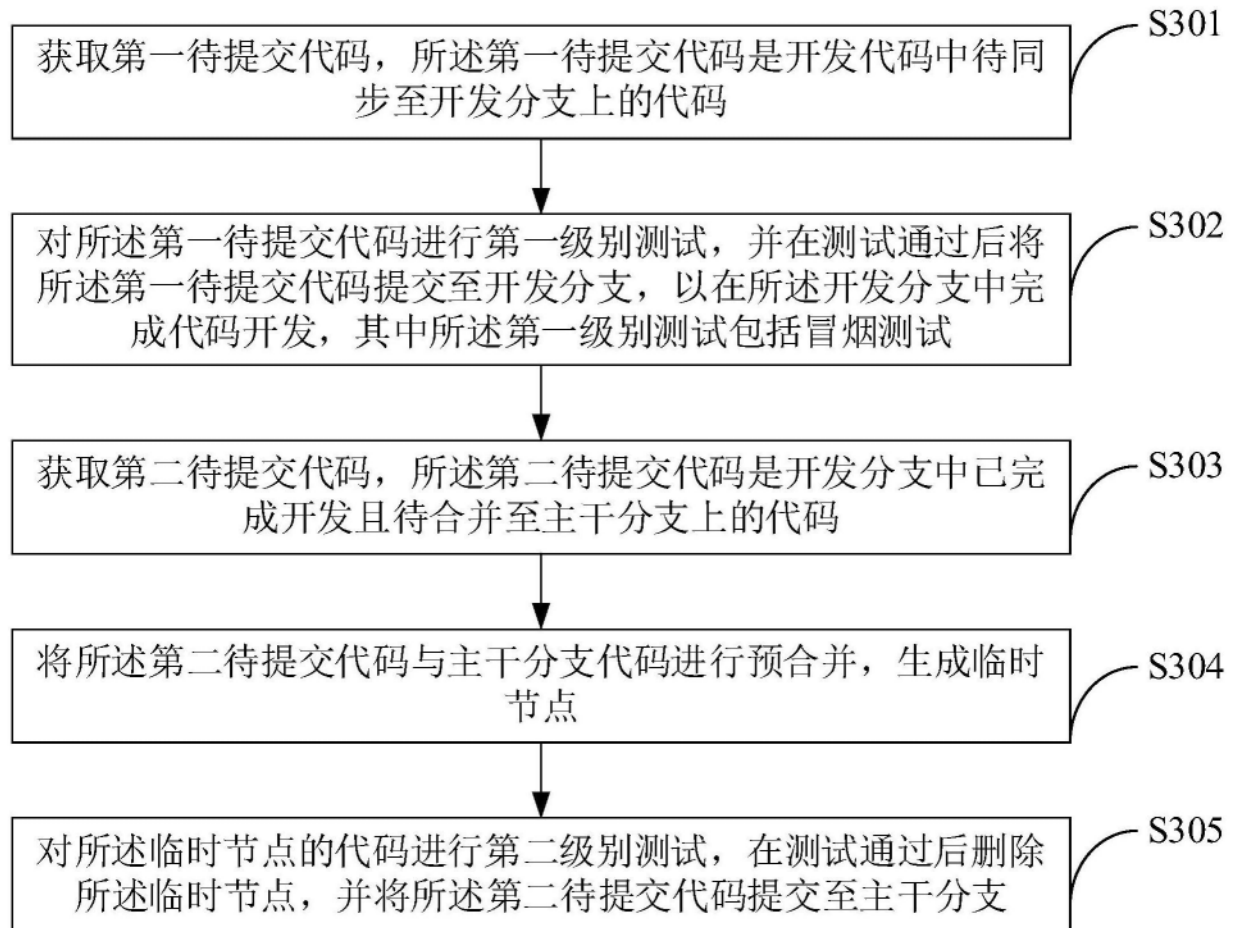 S301
获取第一待提交代码，所述第一待提交代码是开发代码中待同
步至开发分支上的代码
S302
对所述第一待提交代码进行第一级别测试，并在测试通过后将
所述第一待提交代码提交至开发分支，以在所述开发分支中完
成代码开发，其中所述第一级别测试包括冒烟测试
S303
获取第二待提交代码，所述第二待提交代码是开发分支中已完
成开发且待合并至主干分支上的代码
S304
将所述第二待提交代码与主干分支代码进行预合并，生成临时
节点
S305
对所述临时节点的代码进行第二级别测试，在测试通过后删除
所述临时节点，并将所述第二待提交代码提交至主干分支